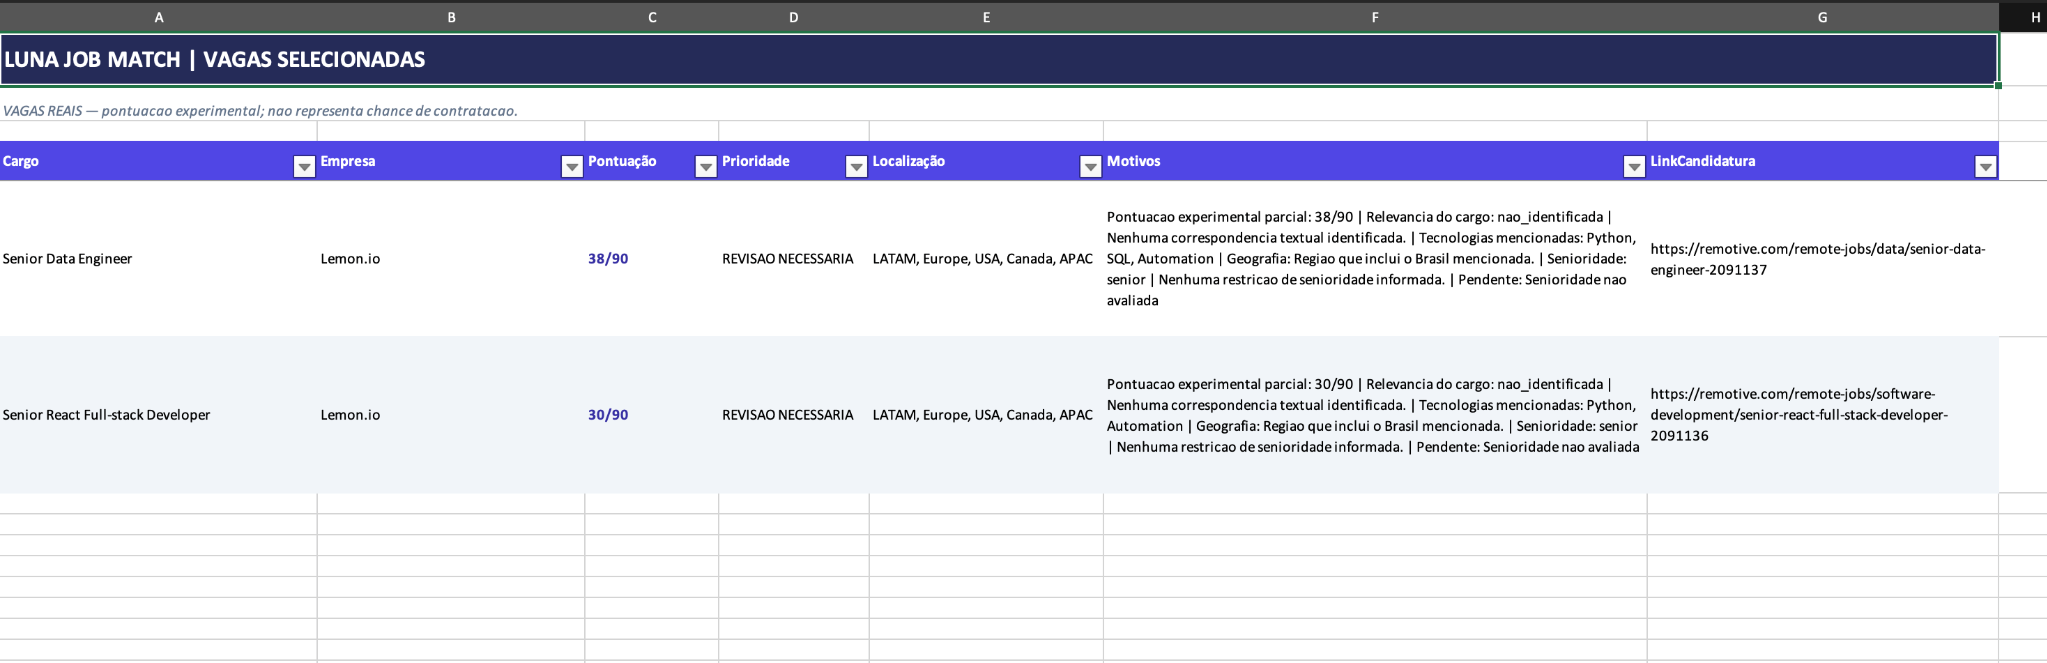 A B C D E F G H
LUNA JOB MATCH | VAGAS SELECIONADAS
VAGAS REAIS — pontuacao experimental; nao representa chance de contratacao.
Cargo Empresa Pontuação Prioridade Localização Motivos LinkCandidatura
Senior Data Engineer
Lemon.io
38/90
REVISAO NECESSARIA
LATAM, Europe, USA, Canada, APAC
Pontuacao experimental parcial: 38/90 | Relevancia do cargo: nao_identificada |
Nenhuma correspondencia textual identificada. | Tecnologias mencionadas: Python,
SQL, Automation | Geografia: Regiao que inclui o Brasil mencionada. | Senioridade:
senior | Nenhuma restricao de senioridade informada. | Pendente: Senioridade nao
avaliada
https://remotive.com/remote-jobs/data/senior-data-
engineer-2091137
Senior React Full-stack Developer
Lemon.io
30/90
REVISAO NECESSARIA
LATAM, Europe, USA, Canada, APAC
Pontuacao experimental parcial: 30/90 | Relevancia do cargo: nao_identificada |
Nenhuma correspondencia textual identificada. | Tecnologias mencionadas: Python,
Automation | Geografia: Regiao que inclui o Brasil mencionada. | Senioridade: senior
| Nenhuma restricao de senioridade informada. | Pendente: Senioridade nao avaliada
https://remotive.com/remote-jobs/software-
development/senior-react-full-stack-developer-
2091136